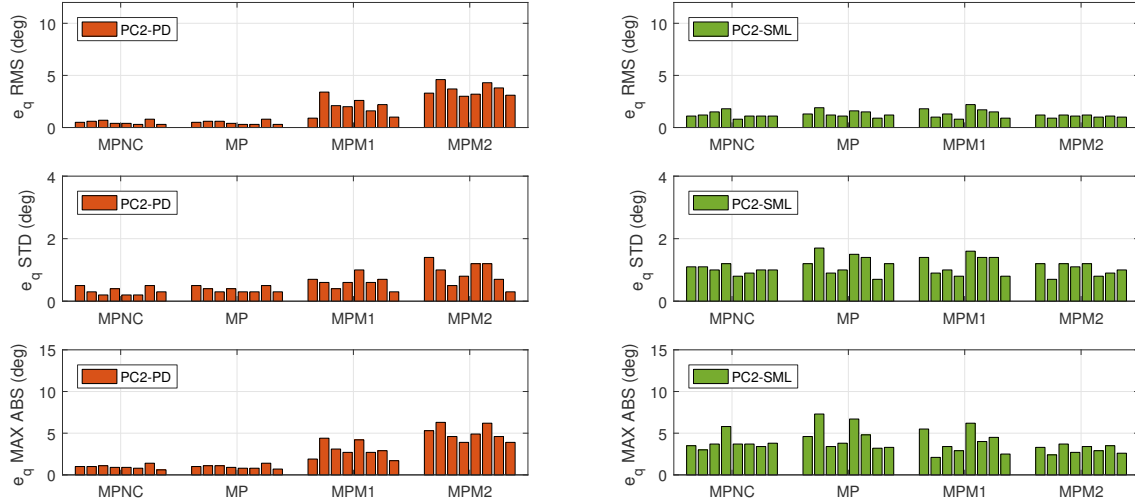 e_q RMS (deg)
10
5
0
PC2-PD
MPNC MP MPM1 MPM2
e_q RMS (deg)
10
5
0
PC2-SML
MPNC MP MPM1 MPM2
e_q STD (deg)
4
2
0
PC2-PD
MPNC MP MPM1 MPM2
e_q STD (deg)
4
2
0
PC2-SML
MPNC MP MPM1 MPM2
e_q MAX ABS (deg)
15
10
5
0
PC2-PD
MPNC MP MPM1 MPM2
e_q MAX ABS (deg)
15
10
5
0
PC2-SML
MPNC MP MPM1 MPM2